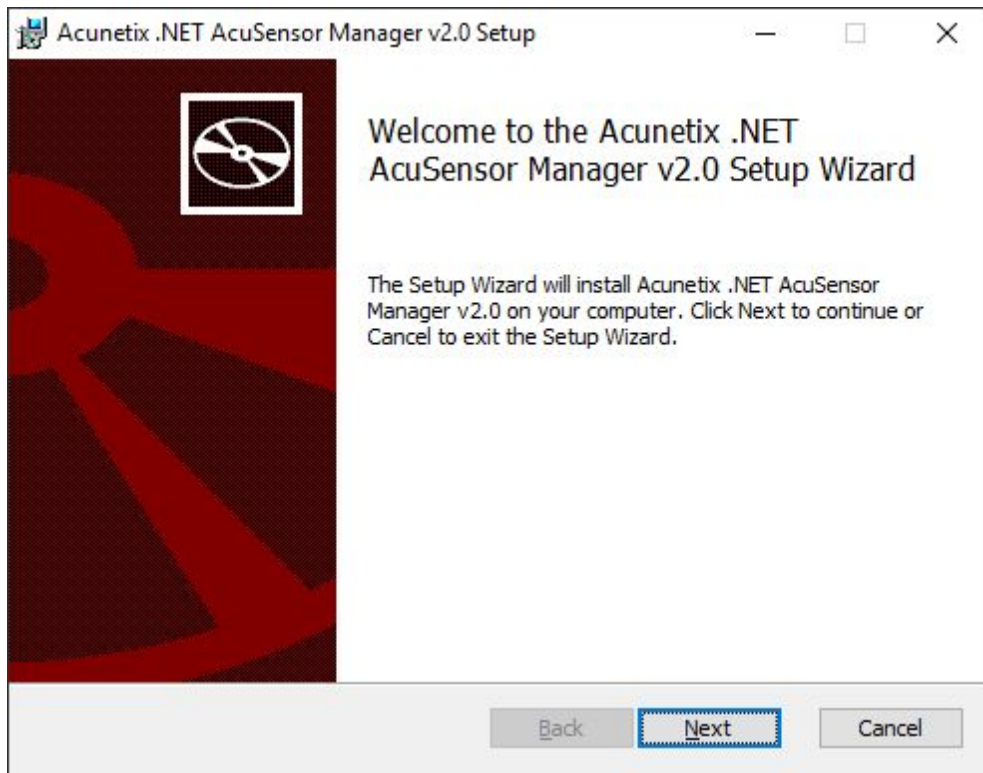 Acunetix .NET AcuSensor Manager v2.0 Setup
Welcome to the Acunetix .NET
AcuSensor Manager v2.0 Setup Wizard
The Setup Wizard will install Acunetix .NET AcuSensor
Manager v2.0 on your computer. Click Next to continue or
Cancel to exit the Setup Wizard.
Back
Next
Cancel